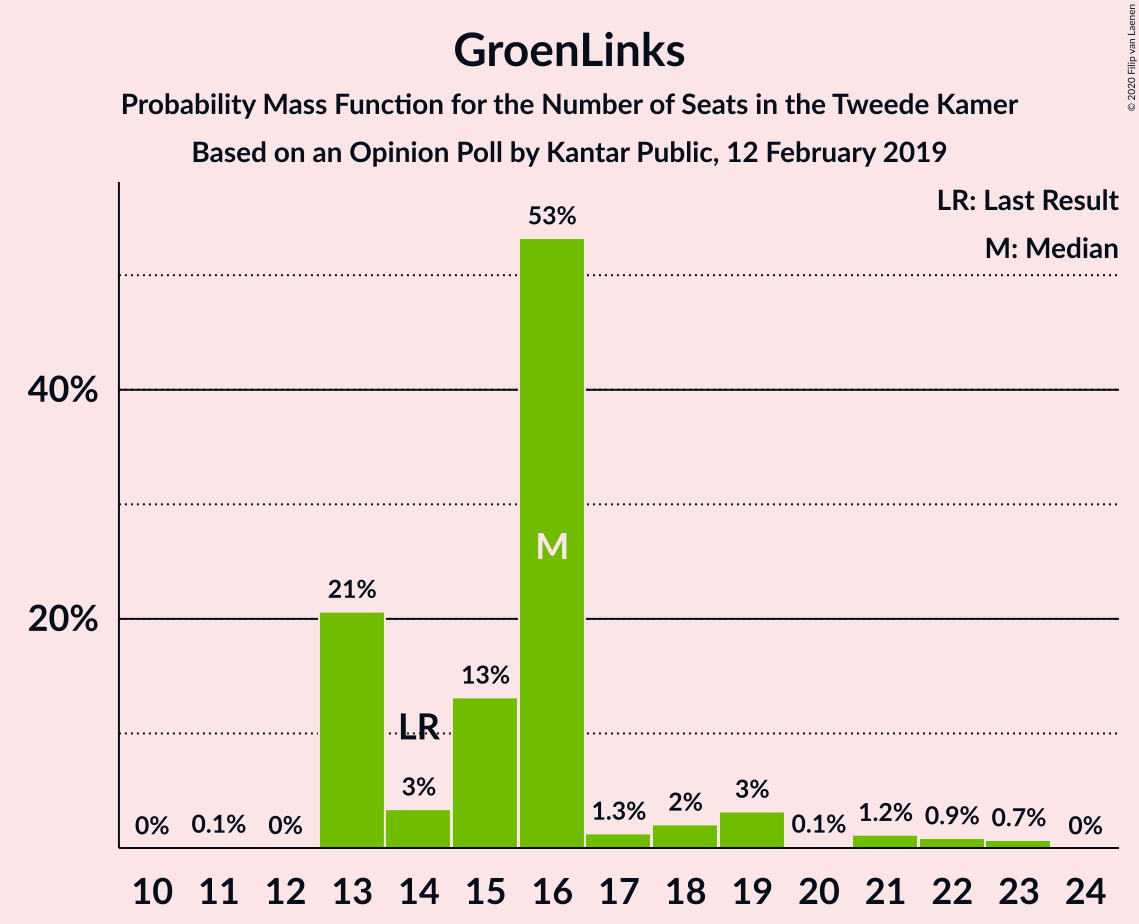 GroenLinks
Probability Mass Function for the Number of Seats in the Tweede Kamer
Based on an Opinion Poll by Kantar Public, 12 February 2019
© 2020 Filip van Laenen
LR: Last Result
M: Median
53%
40%
M
21%
20%
13%
LR
3%
3%
2%
1.3%
1.2%
0.9%
0.7%
0%
0.1%
0%
0.1%
0%
10 11 12 13 14 15 16 17 18 19 20 21 22 23 24